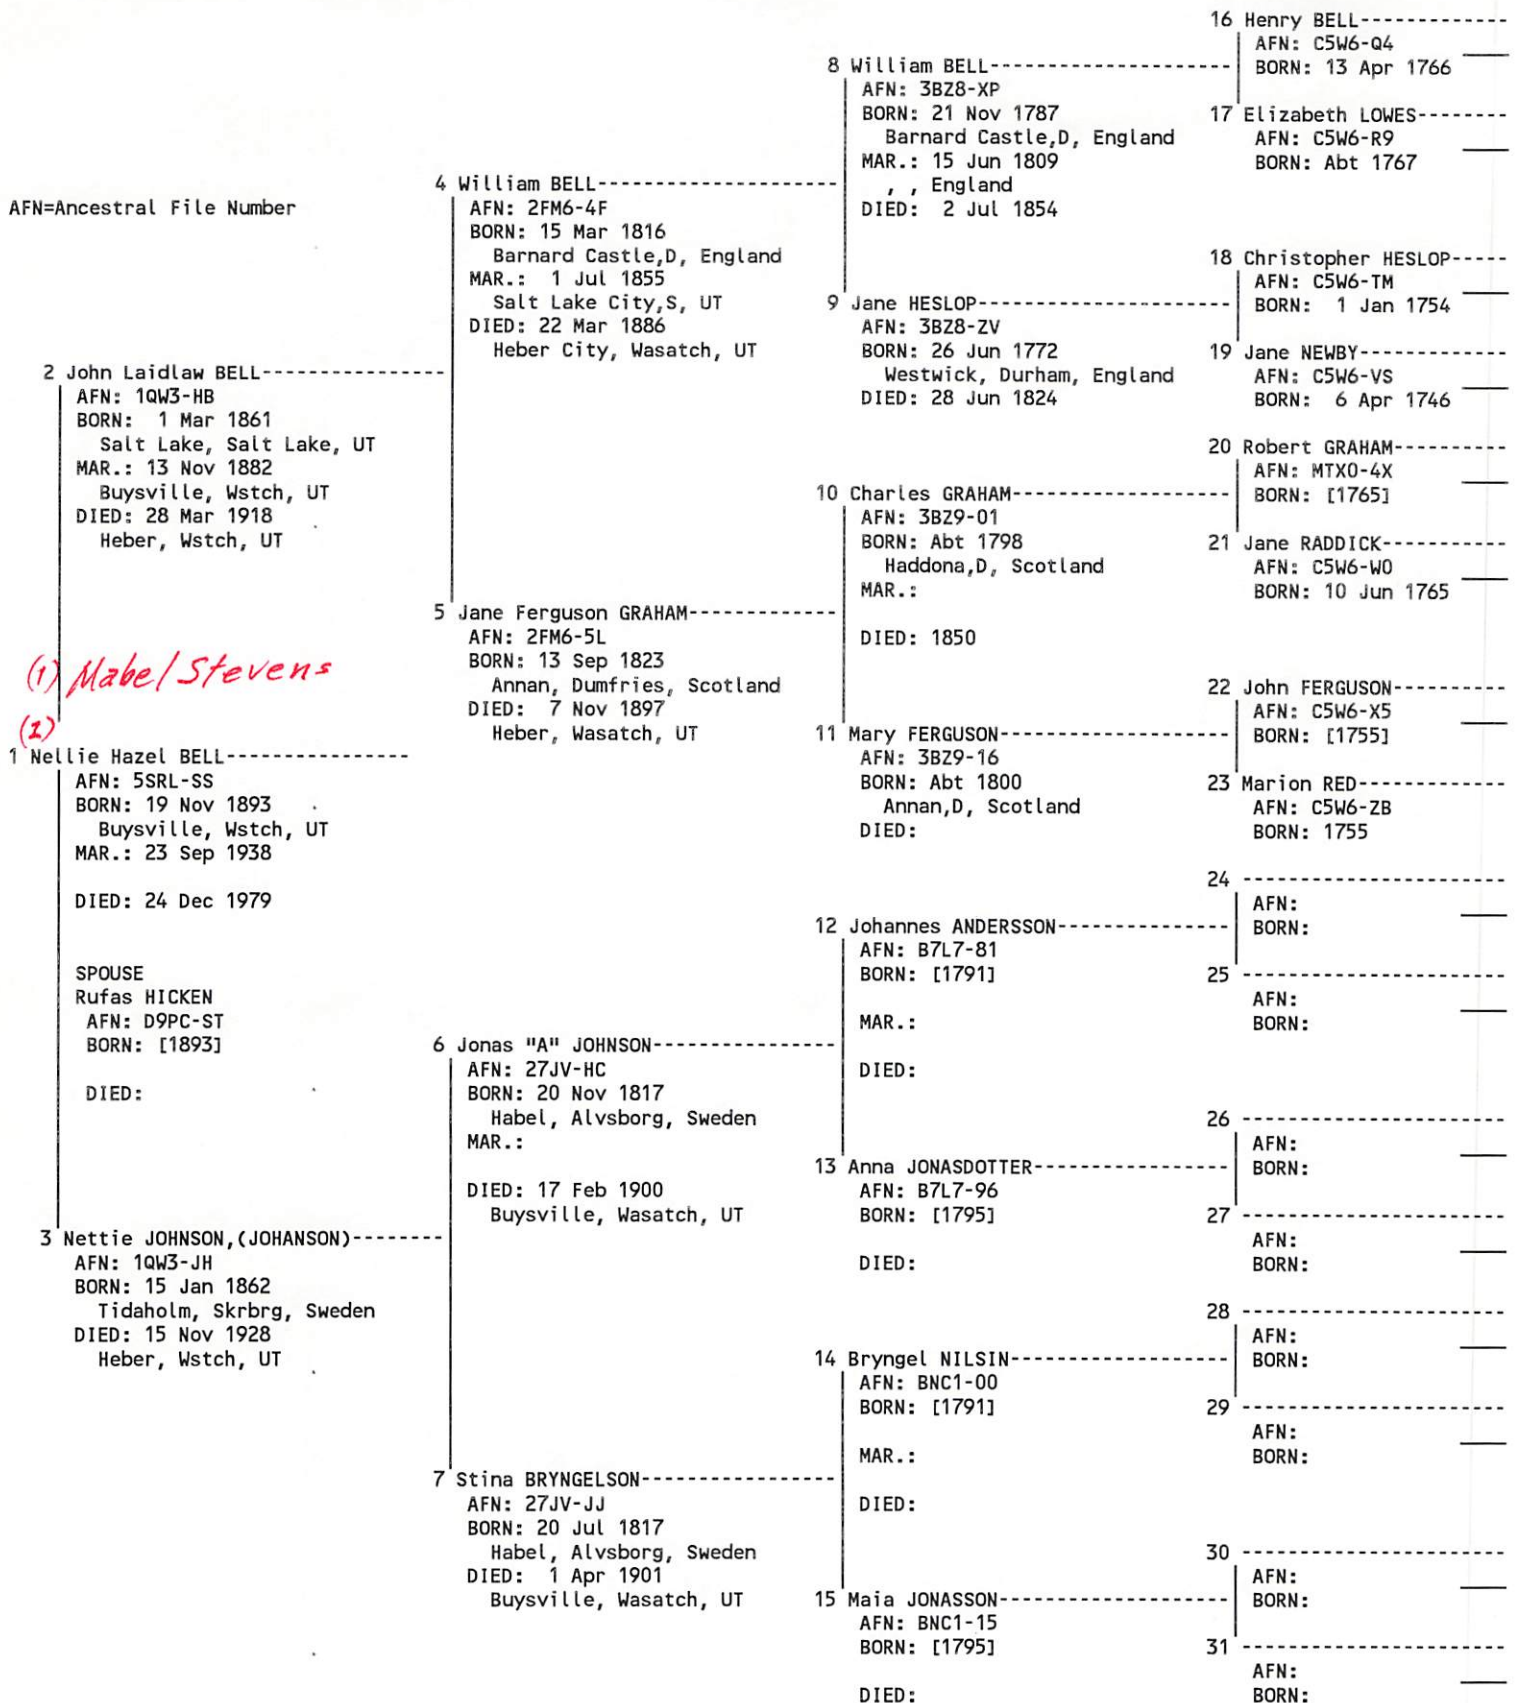 AFN=Ancestral File Number
(1) Mabel Stevens
(2)
1 Nellie Hazel BELL---------------
AFN: 5SRL-SS
BORN: 19 Nov 1893
Buysville, Wstch, UT
MAR.: 23 Sep 1938
DIED: 24 Dec 1979
SPOUSE
Rufas HICKEN
AFN: D9PC-ST
BORN: [1893]
DIED:
2 John Laidlaw BELL---------------
AFN: 1QW3-HB
BORN: 1 Mar 1861
Salt Lake, Salt Lake, UT
MAR.: 13 Nov 1882
Buysville, Wstch, UT
DIED: 28 Mar 1918
Heber, Wstch, UT
3 Nettie JOHNSON,(JOHANSON)--------
AFN: 1QW3-JH
BORN: 15 Jan 1862
Tidaholm, Skrbrg, Sweden
DIED: 15 Nov 1928
Heber, Wstch, UT
4 William BELL--------------------
AFN: 2FM6-4F
BORN: 15 Mar 1816
Barnard Castle,D, England
MAR.: 1 Jul 1855
Salt Lake City,S, UT
DIED: 22 Mar 1886
Heber City, Wasatch, UT
5 Jane Ferguson GRAHAM------------
AFN: 2FM6-5L
BORN: 13 Sep 1823
Annan, Dumfries, Scotland
DIED: 7 Nov 1897
Heber, Wasatch, UT
6 Jonas "A" JOHNSON---------------
AFN: 27JV-HC
BORN: 20 Nov 1817
Habel, Alvsborg, Sweden
MAR.:
DIED: 17 Feb 1900
Buysville, Wasatch, UT
7 Stina BRYNGELSON----------------
AFN: 27JV-JJ
BORN: 20 Jul 1817
Habel, Alvsborg, Sweden
DIED: 1 Apr 1901
Buysville, Wasatch, UT
8 William BELL--------------------
AFN: 3BZ8-XP
BORN: 21 Nov 1787
Barnard Castle,D, England
MAR.: 15 Jun 1809
, , England
DIED: 2 Jul 1854
9 Jane HESLOP---------------------
AFN: 3BZ8-ZV
BORN: 26 Jun 1772
Westwick, Durham, England
DIED: 28 Jun 1824
10 Charles GRAHAM------------------
AFN: 3BZ9-01
BORN: Abt 1798
Haddona,D, Scotland
MAR.:
DIED: 1850
11 Mary FERGUSON-------------------
AFN: 3BZ9-16
BORN: Abt 1800
Annan,D, Scotland
DIED:
12 Johannes ANDERSSON--------------
AFN: B7L7-81
BORN: [1791]
MAR.:
DIED:
13 Anna JONASDOTTER----------------
AFN: B7L7-96
BORN: [1795]
DIED:
14 Bryngel NILSIN------------------
AFN: BNC1-00
BORN: [1791]
MAR.:
DIED:
15 Maia JONASSON-------------------
AFN: BNC1-15
BORN: [1795]
DIED:
16 Henry BELL------------
AFN: C5W6-Q4
BORN: 13 Apr 1766
17 Elizabeth LOWES--------
AFN: C5W6-R9
BORN: Abt 1767
18 Christopher HESLOP-----
AFN: C5W6-TM
BORN: 1 Jan 1754
19 Jane NEWBY------------
AFN: C5W6-VS
BORN: 6 Apr 1746
20 Robert GRAHAM----------
AFN: MTX0-4X
BORN: [1765]
21 Jane RADDICK-----------
AFN: C5W6-W0
BORN: 10 Jun 1765
22 John FERGUSON----------
AFN: C5W6-X5
BORN: [1755]
23 Marion RED------------
AFN: C5W6-ZB
BORN: 1755
24 ----------------------
AFN:
BORN:
25 ----------------------
AFN:
BORN:
26 ----------------------
AFN:
BORN:
27 ----------------------
AFN:
BORN:
28 ----------------------
AFN:
BORN:
29 ----------------------
AFN:
BORN:
30 ----------------------
AFN:
BORN:
31 ----------------------
AFN:
BORN: